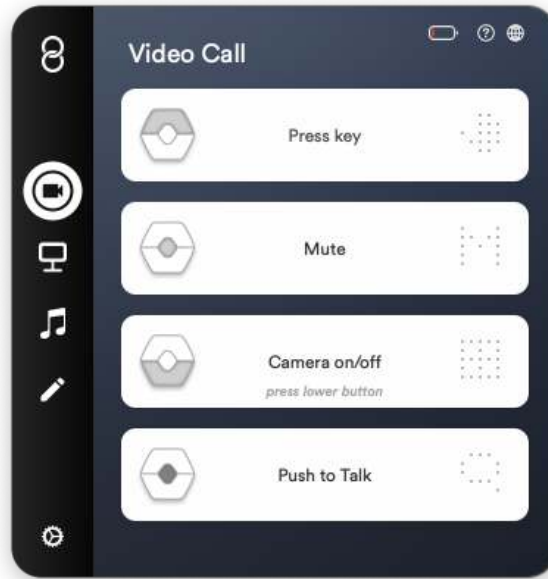 Video Call
Press key
Mute
Camera on/off
press lower button
Push to Talk